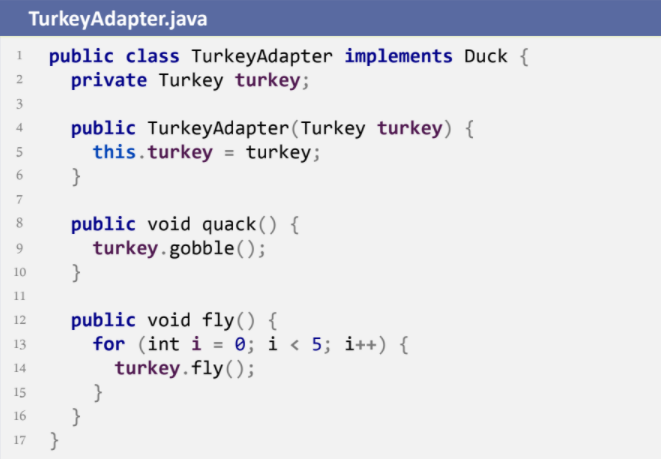 TurkeyAdapter.java
1 public class TurkeyAdapter implements Duck {
2 private Turkey turkey;
3
4 public TurkeyAdapter(Turkey turkey) {
5 this.turkey = turkey;
6 }
7
8 public void quack() {
9 turkey.gobble();
10 }
11
12 public void fly() {
13 for (int i = 0; i < 5; i++) {
14 turkey.fly();
15 }
16 }
17 }